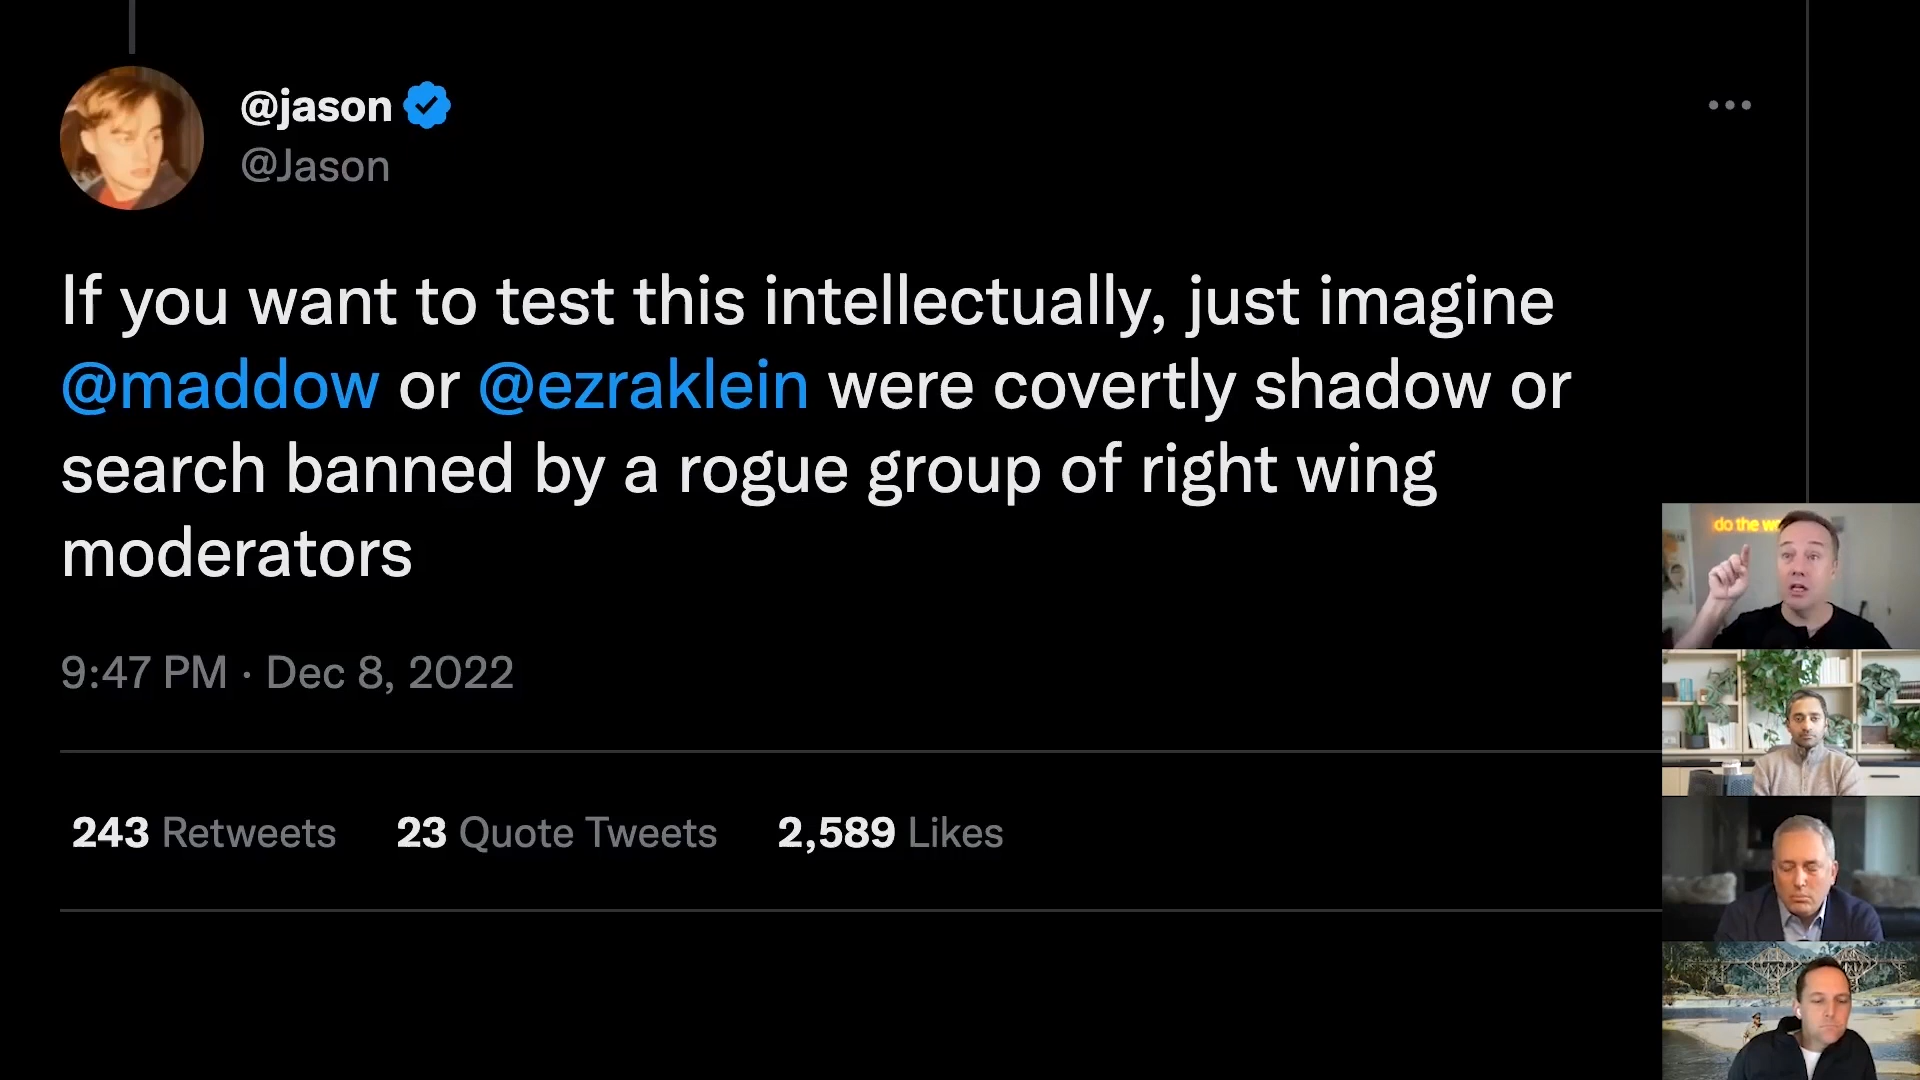 @jason
@Jason
If you want to test this intellectually, just imagine
@maddow or @ezraklein were covertly shadow or
search banned by a rogue group of right wing
moderators
9:47 PM · Dec 8, 2022
243 Retweets 23 Quote Tweets 2,589 Likes
do the